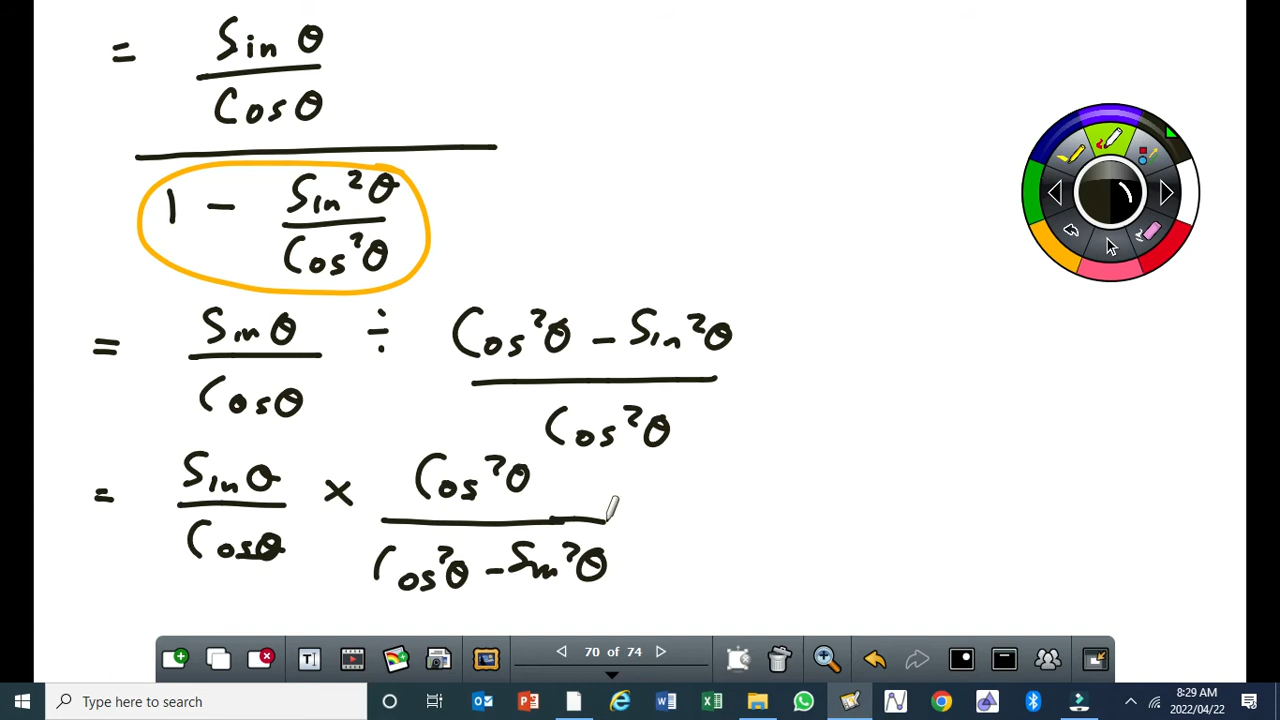 = Sin θ
Cos θ
1 - Sin²θ
Cos²θ
= Sin θ ÷ Cos²θ - Sin²θ
Cos θ Cos²θ
= Sin θ × Cos²θ
Cos θ Cos²θ - Sin²θ
70 of 74
Type here to search
8:29 AM
2022/04/22